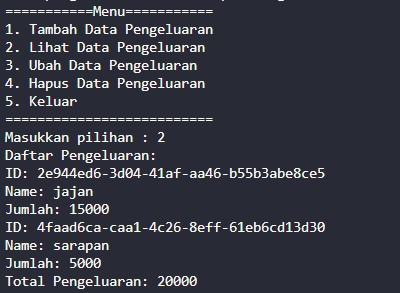 ===========Menu===========
1. Tambah Data Pengeluaran
2. Lihat Data Pengeluaran
3. Ubah Data Pengeluaran
4. Hapus Data Pengeluaran
5. Keluar
==========================
Masukkan pilihan : 2
Daftar Pengeluaran:
ID: 2e944ed6-3d04-41af-aa46-b55b3abe8ce5
Name: jajan
Jumlah: 15000
ID: 4faad6ca-caa1-4c26-8eff-61eb6cd13d30
Name: sarapan
Jumlah: 5000
Total Pengeluaran: 20000